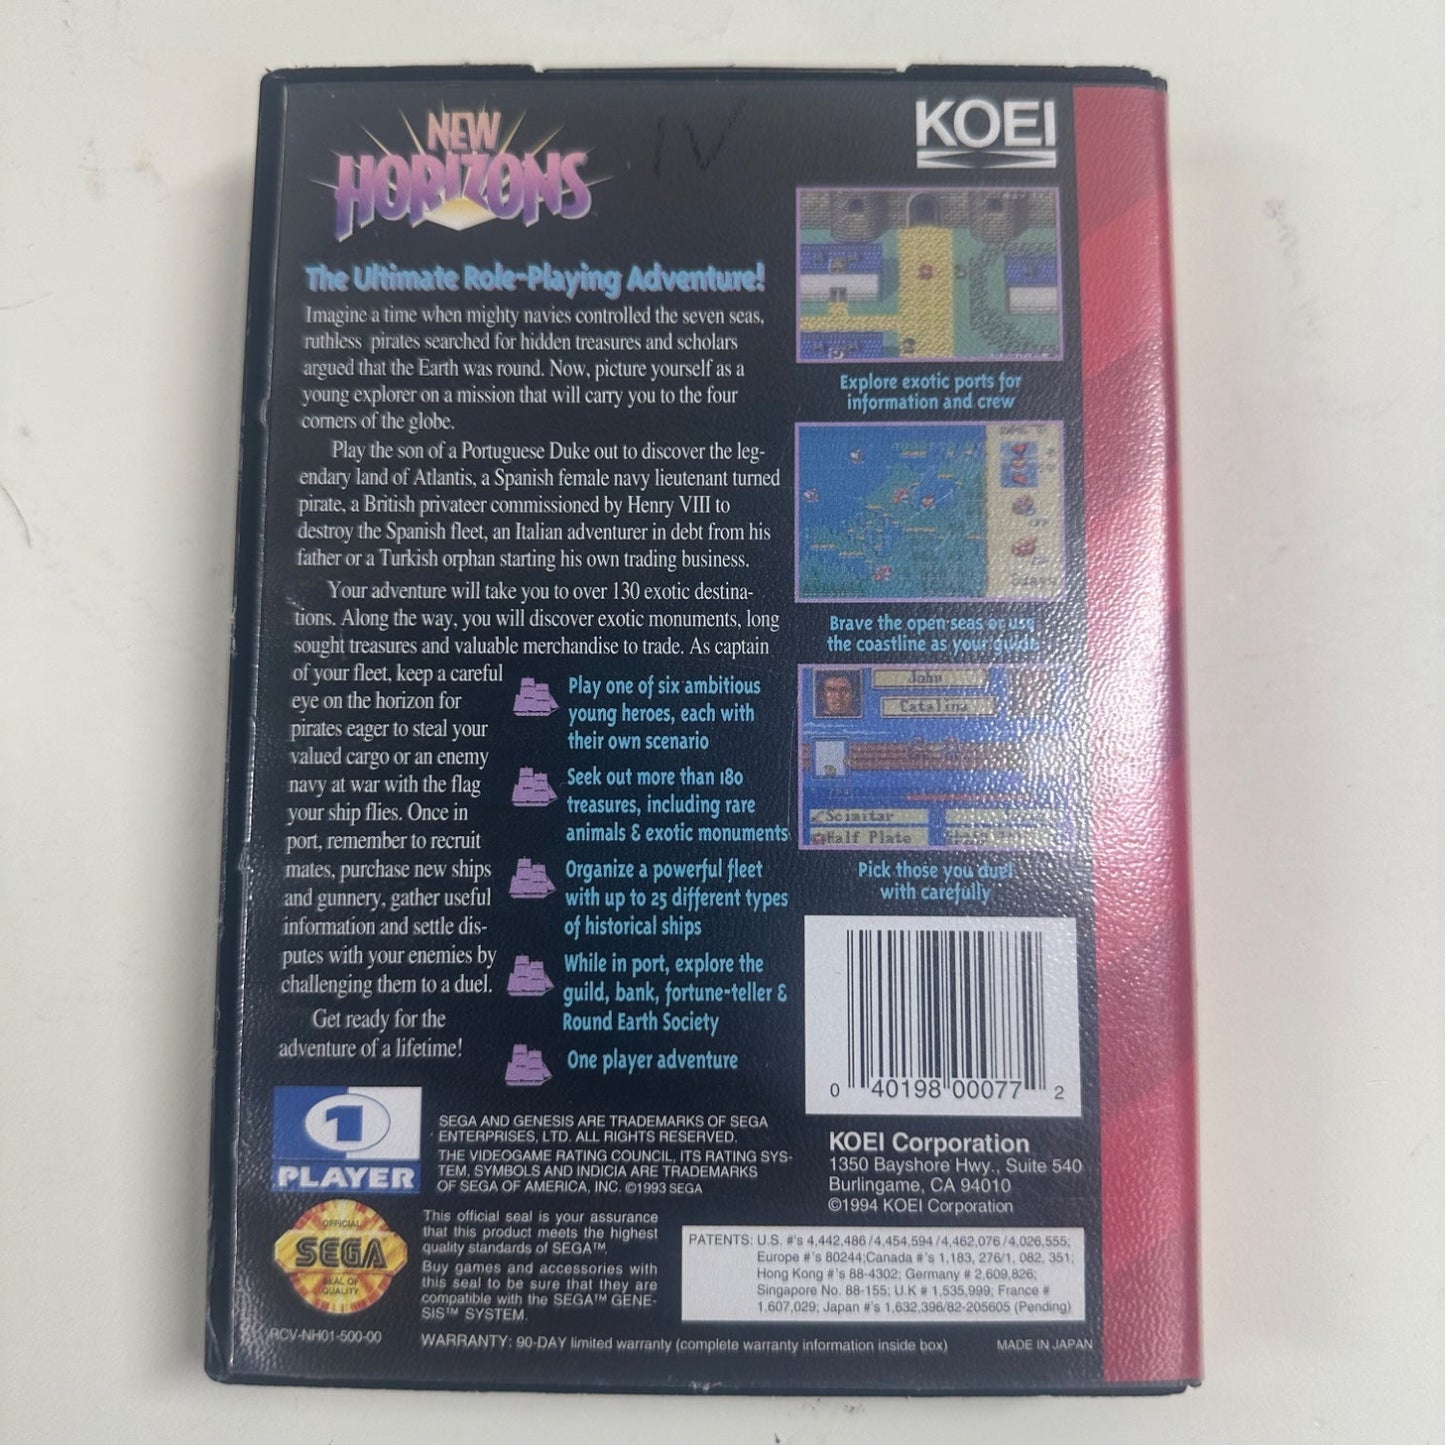 NEW
HORIZONS
IV
KOEI
The Ultimate Role-Playing Adventure!
Imagine a time when mighty navies controlled the seven seas,
ruthless pirates searched for hidden treasures and scholars
argued that the Earth was round. Now, picture yourself as a
young explorer on a mission that will carry you to the four
corners of the globe.
Play the son of a Portuguese Duke out to discover the leg-
endary land of Atlantis, a Spanish female navy lieutenant turned
pirate, a British privateer commissioned by Henry VIII to
destroy the Spanish fleet, an Italian adventurer in debt from his
father or a Turkish orphan starting his own trading business.
Your adventure will take you to over 130 exotic destina-
tions. Along the way, you will discover exotic monuments, long
sought treasures and valuable merchandise to trade. As captain
of your fleet, keep a careful
eye on the horizon for
pirates eager to steal your
valued cargo or an enemy
navy at war with the flag
your ship flies. Once in
port, remember to recruit
mates, purchase new ships
and gunnery, gather useful
information and settle dis-
putes with your enemies by
challenging them to a duel.
Get ready for the
adventure of a lifetime!
Play one of six ambitious
young heroes, each with
their own scenario
Seek out more than 180
treasures, including rare
animals & exotic monuments
Organize a powerful fleet
with up to 25 different types
of historical ships
While in port, explore the
guild, bank, fortune-teller &
Round Earth Society
One player adventure
Explore exotic ports for
information and crew
Brave the open seas or use
the coastline as your guide
John
Catalina
Scimitar
Half Plate
Pick those you duel
with carefully
0 40198 00077 2
KOEI Corporation
1350 Bayshore Hwy., Suite 540
Burlingame, CA 94010
©1994 KOEI Corporation
1
PLAYER
SEGA AND GENESIS ARE TRADEMARKS OF SEGA
ENTERPRISES, LTD. ALL RIGHTS RESERVED.
THE VIDEOGAME RATING COUNCIL, ITS RATING SYS-
TEM, SYMBOLS AND INDICIA ARE TRADEMARKS
OF SEGA OF AMERICA, INC. ©1993 SEGA
OFFICIAL
SEGA
SEAL OF
QUALITY
This official seal is your assurance
that this product meets the highest
quality standards of SEGA™.
Buy games and accessories with
this seal to be sure that they are
compatible with the SEGA™ GENE-
SIS™ SYSTEM.
PATENTS: U.S. #'s 4,442,486/4,454,594/4,462,076/4,026,555;
Europe #'s 80244;Canada #'s 1,183, 276/1, 082, 351;
Hong Kong #'s 88-4302; Germany # 2,609,826;
Singapore No. 88-155; U.K # 1,535,999; France #
1,607,029; Japan #'s 1,632,396/82-205605 (Pending)
RCV-NH01-500-00
WARRANTY: 90-DAY limited warranty (complete warranty information inside box)
MADE IN JAPAN